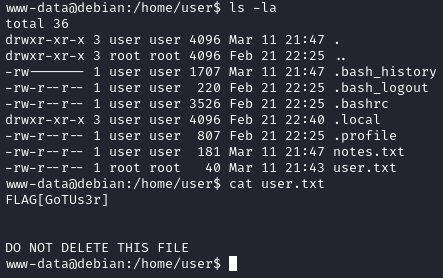 www-data@debian:/home/user$ ls -la
total 36
drwxr-xr-x 3 user user 4096 Mar 11 21:47 .
drwxr-xr-x 3 root root 4096 Feb 21 22:25 ..
-rw------- 1 user user 1707 Mar 11 21:47 .bash_history
-rw-r--r-- 1 user user  220 Feb 21 22:25 .bash_logout
-rw-r--r-- 1 user user 3526 Feb 21 22:25 .bashrc
drwxr-xr-x 3 user user 4096 Feb 21 22:40 .local
-rw-r--r-- 1 user user  807 Feb 21 22:25 .profile
-rw-r--r-- 1 user user  181 Mar 11 21:47 notes.txt
-rw-r--r-- 1 root root   40 Mar 11 21:43 user.txt
www-data@debian:/home/user$ cat user.txt
FLAG[GoTUs3r]
DO NOT DELETE THIS FILE
www-data@debian:/home/user$